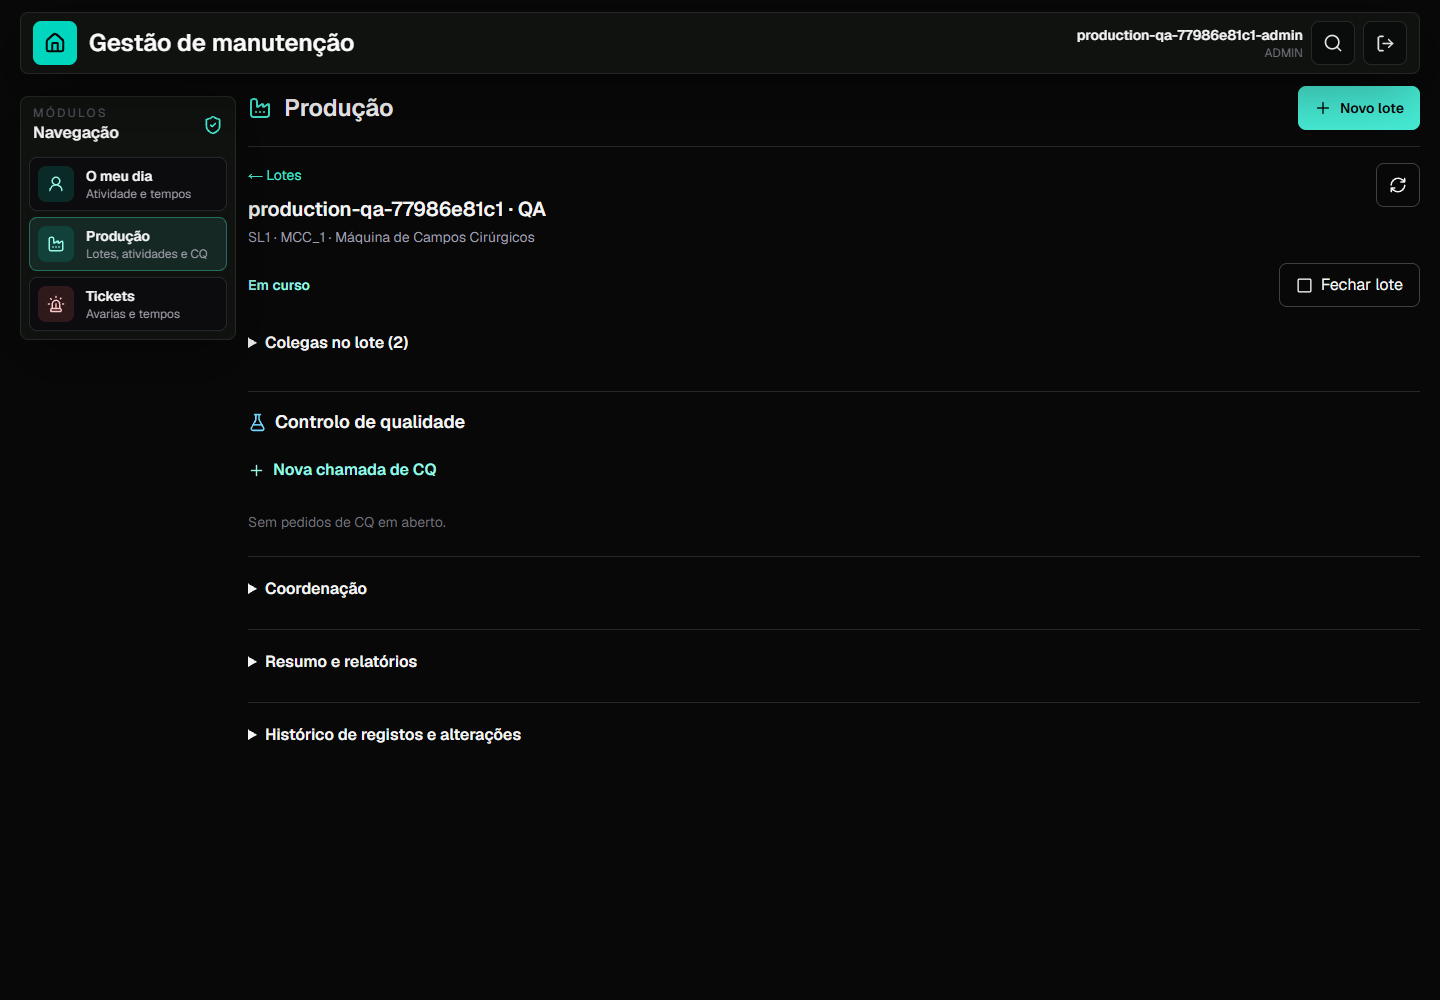 Gestão de manutenção
production-qa-77986e81c1-admin
ADMIN
MÓDULOS
Navegação
O meu dia
Atividade e tempos
Produção
Lotes, atividades e CQ
Tickets
Avarias e tempos
Produção
Novo lote
← Lotes
production-qa-77986e81c1 · QA
SL1 · MCC_1 · Máquina de Campos Cirúrgicos
Em curso
Fechar lote
Colegas no lote (2)
Controlo de qualidade
Nova chamada de CQ
Sem pedidos de CQ em aberto.
Coordenação
Resumo e relatórios
Histórico de registos e alterações